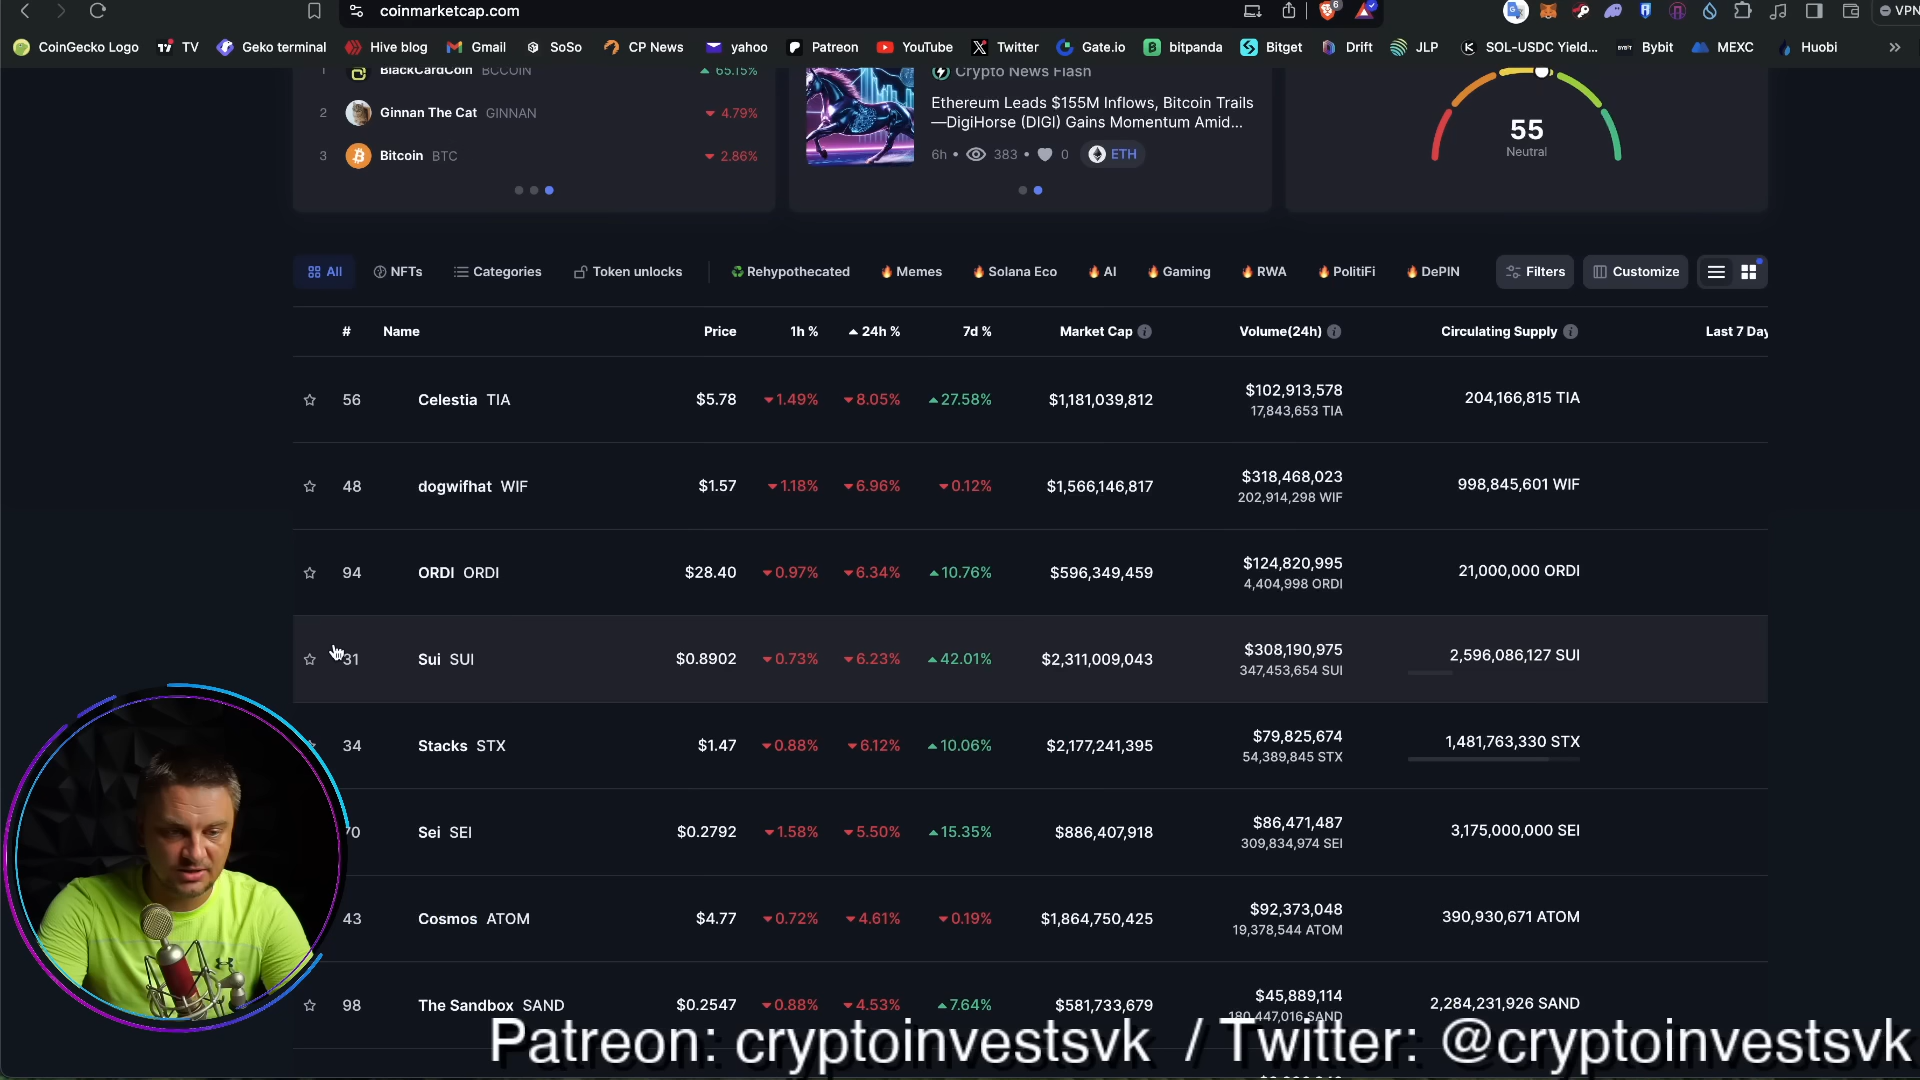 coinmarketcap.com
6
VPN
CoinGecko Logo TV Geko terminal Hive blog Gmail SoSo CP News yahoo Patreon YouTube Twitter Gate.io bitpanda Bitget Drift JLP SOL-USDC Yield... Bybit MEXC Huobi »
1 BlackCardCoin BCCOIN 65.15%
2 Ginnan The Cat GINNAN 4.79%
3 Bitcoin BTC 2.86%
Crypto News Flash
Ethereum Leads $155M Inflows, Bitcoin Trails
—DigiHorse (DIGI) Gains Momentum Amid...
6h • 383 • 0 ETH
55
Neutral
All NFTs Categories Token unlocks Rehypothecated Memes Solana Eco AI Gaming RWA PolitiFi DePIN Filters Customize
# Name Price 1h % 24h % 7d % Market Cap Volume(24h) Circulating Supply Last 7 Day
56 Celestia TIA $5.78 1.49% 8.05% 27.58% $1,181,039,812 $102,913,578 204,166,815 TIA
17,843,653 TIA
48 dogwifhat WIF $1.57 1.18% 6.96% 0.12% $1,566,146,817 $318,468,023 998,845,601 WIF
202,914,298 WIF
94 ORDI ORDI $28.40 0.97% 6.34% 10.76% $596,349,459 $124,820,995 21,000,000 ORDI
4,404,998 ORDI
31 Sui SUI $0.8902 0.73% 6.23% 42.01% $2,311,009,043 $308,190,975 2,596,086,127 SUI
347,453,654 SUI
34 Stacks STX $1.47 0.88% 6.12% 10.06% $2,177,241,395 $79,825,674 1,481,763,330 STX
54,389,845 STX
70 Sei SEI $0.2792 1.58% 5.50% 15.35% $886,407,918 $86,471,487 3,175,000,000 SEI
309,834,974 SEI
43 Cosmos ATOM $4.77 0.72% 4.61% 0.19% $1,864,750,425 $92,373,048 390,930,671 ATOM
19,378,544 ATOM
98 The Sandbox SAND $0.2547 0.88% 4.53% 7.64% $581,733,679 $45,889,114 2,284,231,926 SAND
180,447,016 SAND
Patreon: cryptoinvestsvk / Twitter: @cryptoinvestsvk